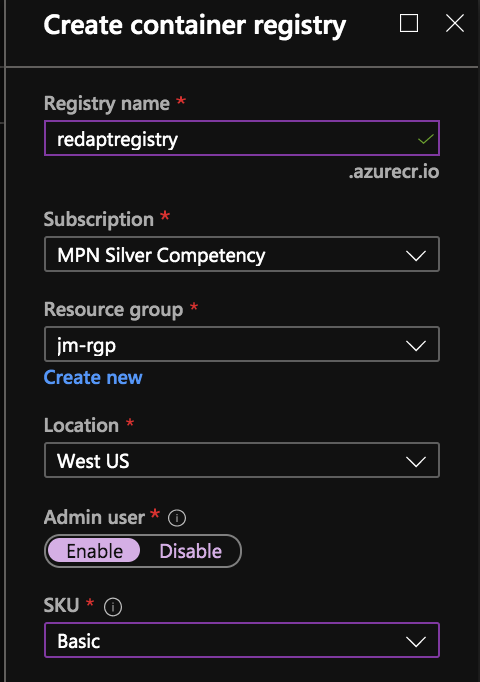 Create container registry
Registry name *
redaptregistry
.azurecr.io
Subscription *
MPN Silver Competency
Resource group *
jm-rgp
Create new
Location *
West US
Admin user *
Enable Disable
SKU *
Basic